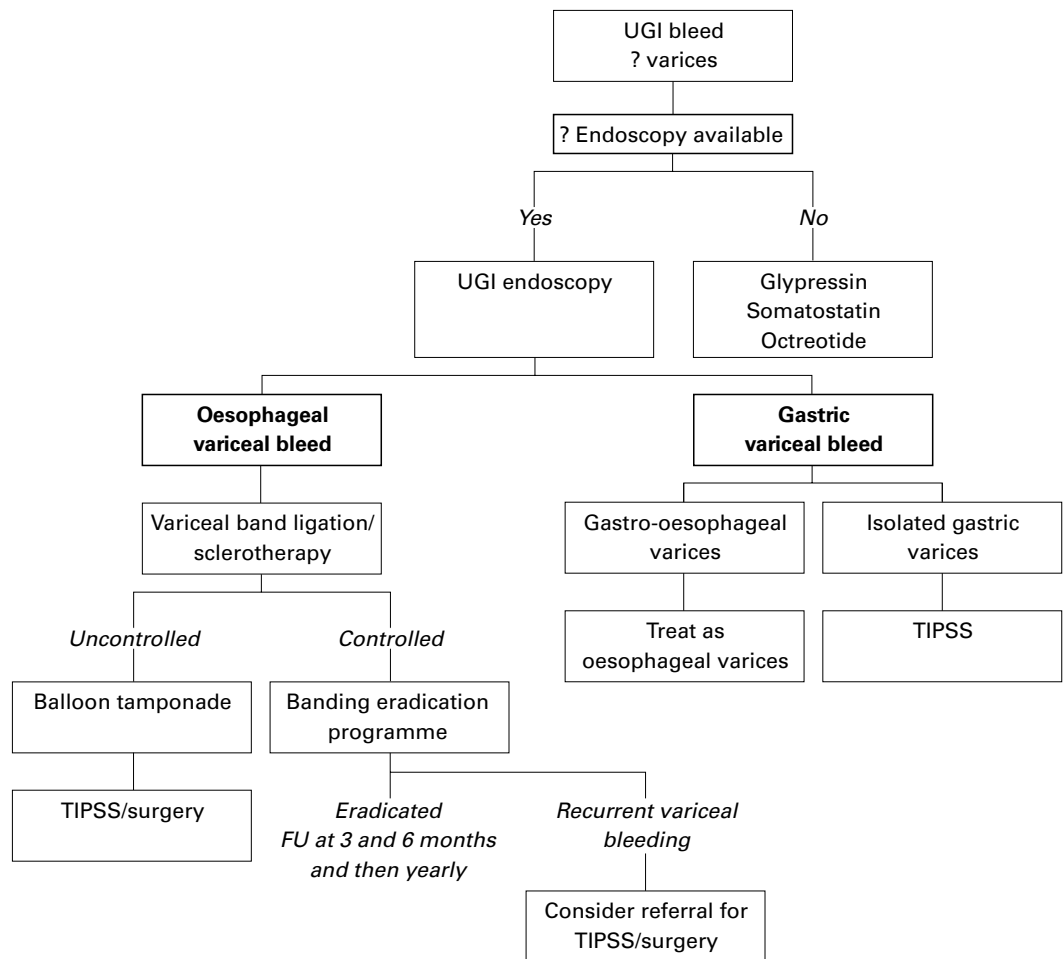 UGI bleed
? varices
? Endoscopy available
Yes
No
UGI endoscopy
Glypressin
Somatostatin
Octreotide
Oesophageal
variceal bleed
Gastric
variceal bleed
Variceal band ligation/
sclerotherapy
Gastro-oesophageal
varices
Isolated gastric
varices
Uncontrolled
Controlled
Treat as
oesophageal varices
TIPSS
Balloon tamponade
Banding eradication
programme
TIPSS/surgery
Eradicated
FU at 3 and 6 months
and then yearly
Recurrent variceal
bleeding
Consider referral for
TIPSS/surgery